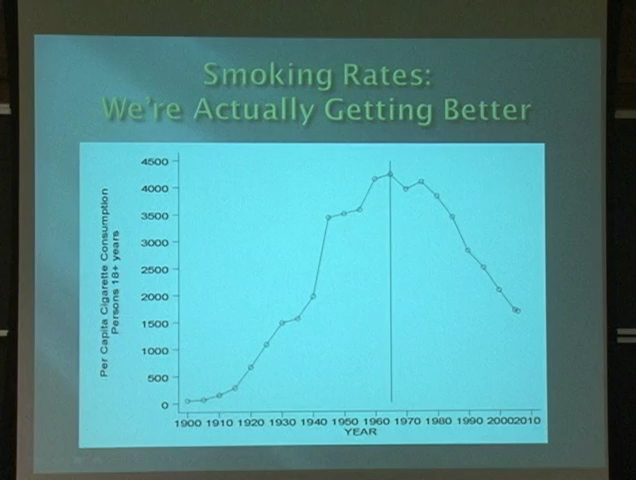 Smoking Rates:
We're Actually Getting Better
Per Capita Cigarette Consumption
Persons 18+ years
4500
4000
3500
3000
2500
2000
1500
1000
500
0
1900 1910 1920 1930 1940 1950 1960 1970 1980 1990 2000 2010
YEAR